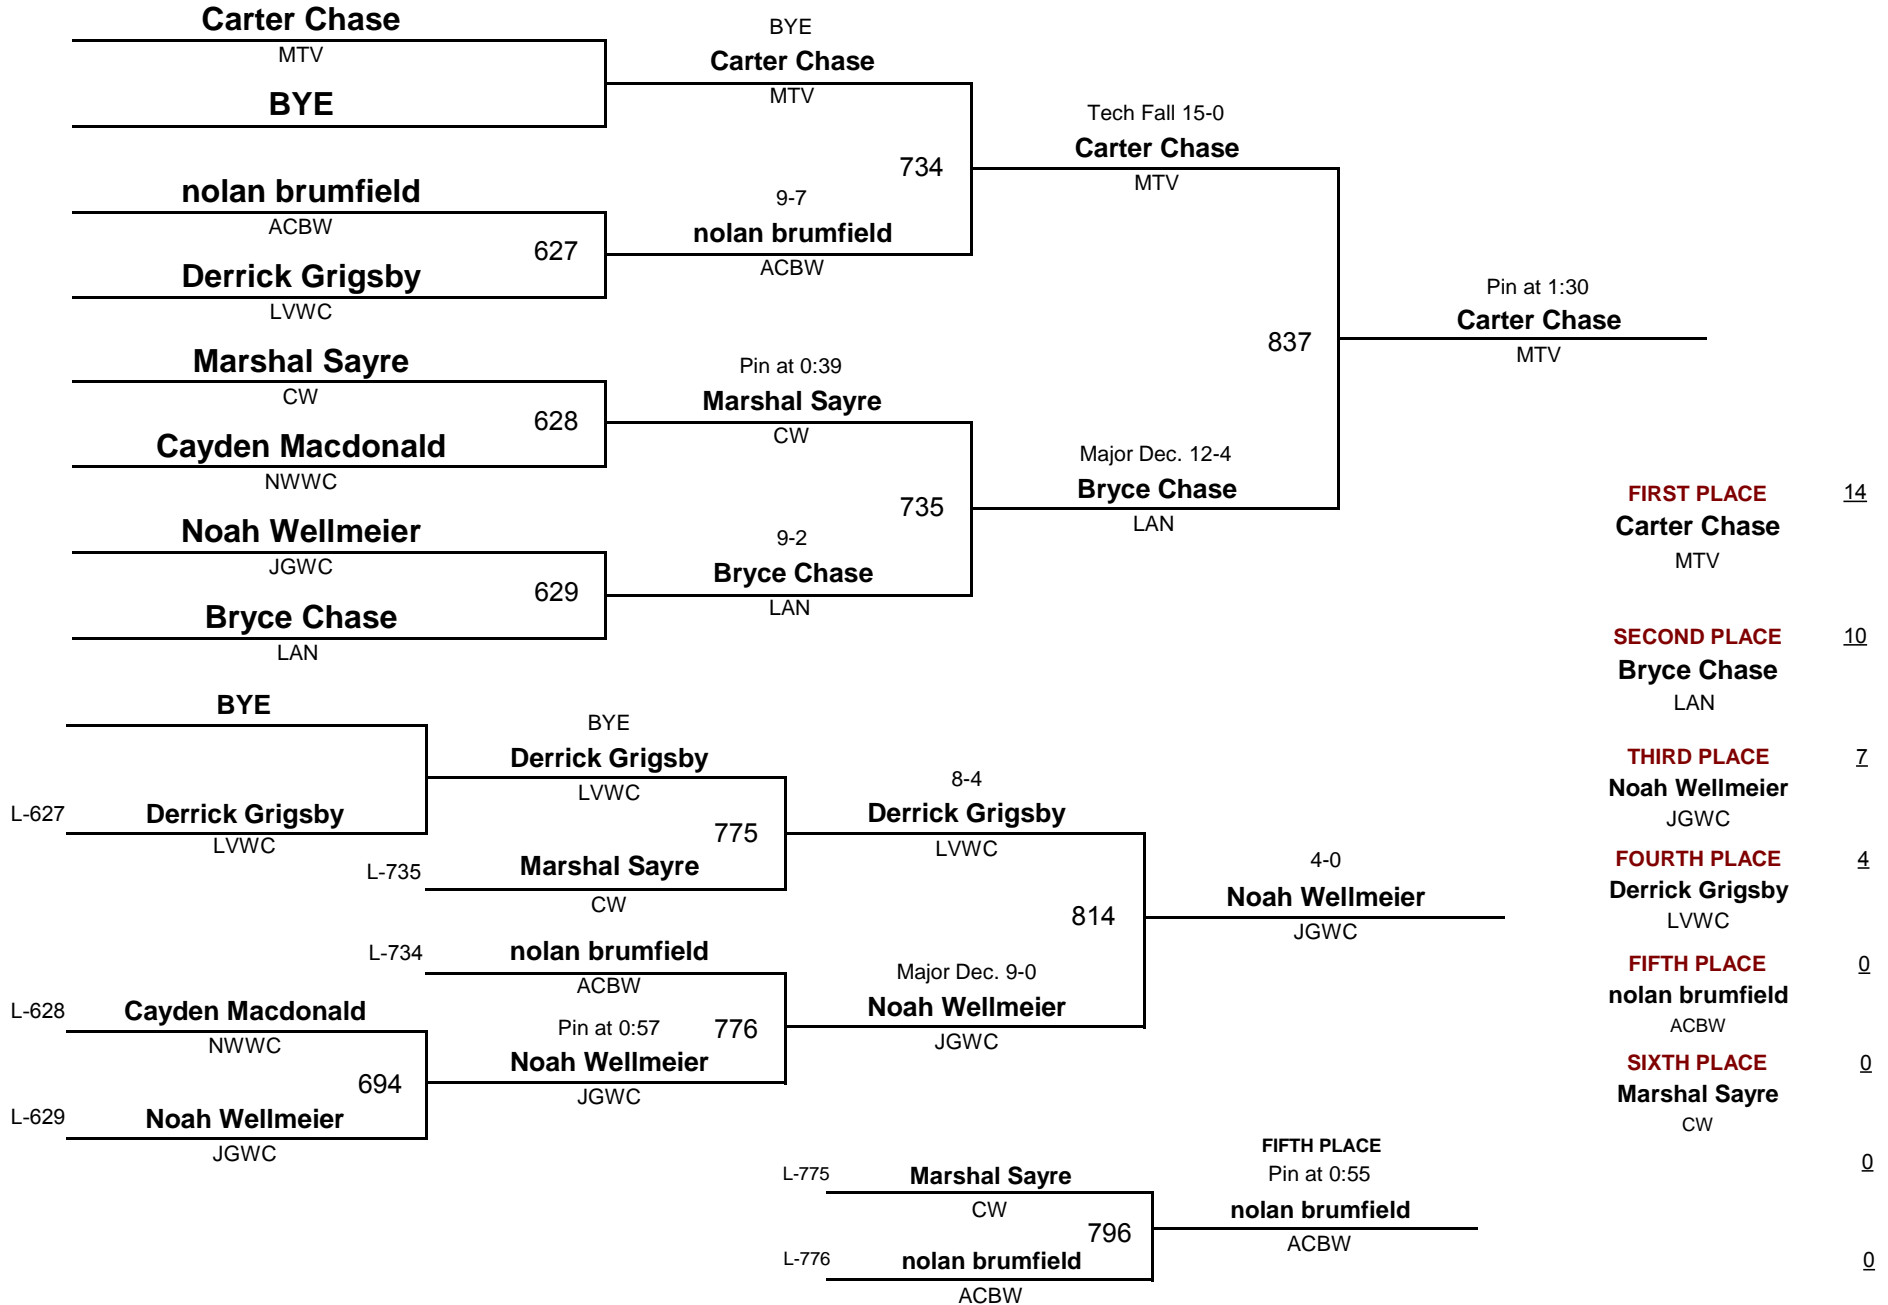 Carter Chase
MTV
BYE
nolan brumfield
ACBW
627
Derrick Grigsby
LVWC
Marshal Sayre
CW
628
Cayden Macdonald
NWWC
Noah Wellmeier
JGWC
629
Bryce Chase
LAN
BYE
Carter Chase
MTV
734
9-7
nolan brumfield
ACBW
Pin at 0:39
Marshal Sayre
CW
735
9-2
Bryce Chase
LAN
Tech Fall 15-0
Carter Chase
MTV
837
Major Dec. 12-4
Bryce Chase
LAN
Pin at 1:30
Carter Chase
MTV
BYE
L-627
Derrick Grigsby
LVWC
L-628
Cayden Macdonald
NWWC
694
L-629
Noah Wellmeier
JGWC
BYE
Derrick Grigsby
LVWC
775
L-735
Marshal Sayre
CW
L-734
nolan brumfield
ACBW
Pin at 0:57
776
Noah Wellmeier
JGWC
8-4
Derrick Grigsby
LVWC
814
Major Dec. 9-0
Noah Wellmeier
JGWC
4-0
Noah Wellmeier
JGWC
L-775
Marshal Sayre
CW
796
L-776
nolan brumfield
ACBW
FIFTH PLACE
Pin at 0:55
nolan brumfield
ACBW
FIRST PLACE 14
Carter Chase
MTV
SECOND PLACE 10
Bryce Chase
LAN
THIRD PLACE 7
Noah Wellmeier
JGWC
FOURTH PLACE 4
Derrick Grigsby
LVWC
FIFTH PLACE 0
nolan brumfield
ACBW
SIXTH PLACE 0
Marshal Sayre
CW
0
0